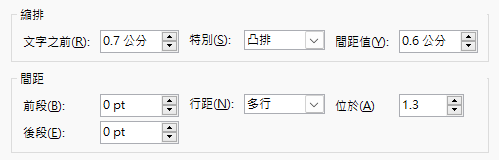 縮排
文字之前(R): 0.7 公分 特別(S): 凸排 間距值(Y): 0.6 公分
間距
前段(B): 0 pt 行距(N): 多行 位於(A) 1.3
後段(E): 0 pt